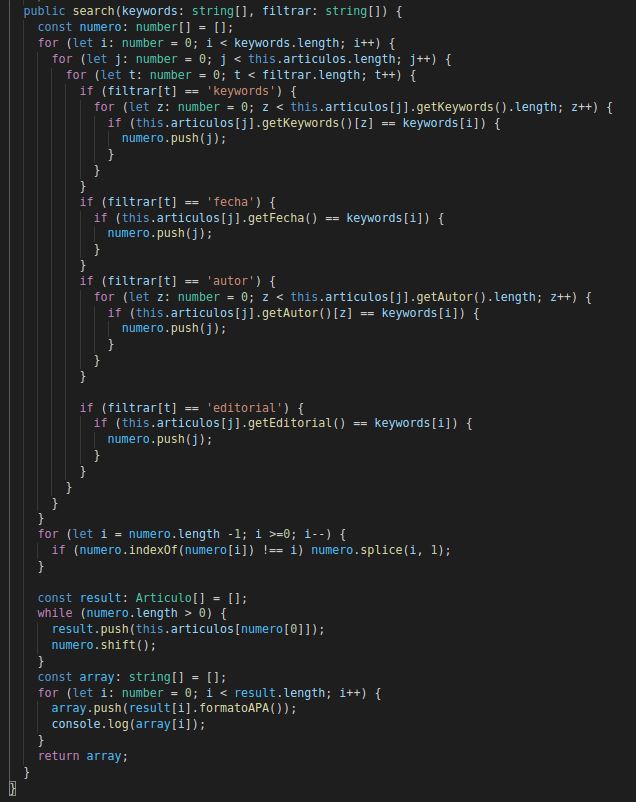 public search(keywords: string[], filtrar: string[]) {
const numero: number[] = [];
for (let i: number = 0; i < keywords.length; i++) {
for (let j: number = 0; j < this.articulos.length; j++) {
for (let t: number = 0; t < filtrar.length; t++) {
if (filtrar[t] == 'keywords') {
for (let z: number = 0; z < this.articulos[j].getKeywords().length; z++) {
if (this.articulos[j].getKeywords()[z] == keywords[i]) {
numero.push(j);
}
}
}
if (filtrar[t] == 'fecha') {
if (this.articulos[j].getFecha() == keywords[i]) {
numero.push(j);
}
}
if (filtrar[t] == 'autor') {
for (let z: number = 0; z < this.articulos[j].getAutor().length; z++) {
if (this.articulos[j].getAutor()[z] == keywords[i]) {
numero.push(j);
}
}
}
if (filtrar[t] == 'editorial') {
if (this.articulos[j].getEditorial() == keywords[i]) {
numero.push(j);
}
}
}
}
}
for (let i = numero.length -1; i >=0; i--) {
if (numero.indexOf(numero[i]) !== i) numero.splice(i, 1);
}
const result: Articulo[] = [];
while (numero.length > 0) {
result.push(this.articulos[numero[0]]);
numero.shift();
}
const array: string[] = [];
for (let i: number = 0; i < result.length; i++) {
array.push(result[i].formatoAPA());
console.log(array[i]);
}
return array;
}
}